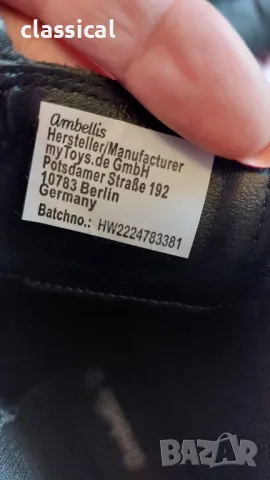 classical
ambellis
Hersteller/Manufacturer
myToys.de GmbH
Potsdamer Straße 192
10783 Berlin
Germany
Batchno.: HW2224783381
BAZAR